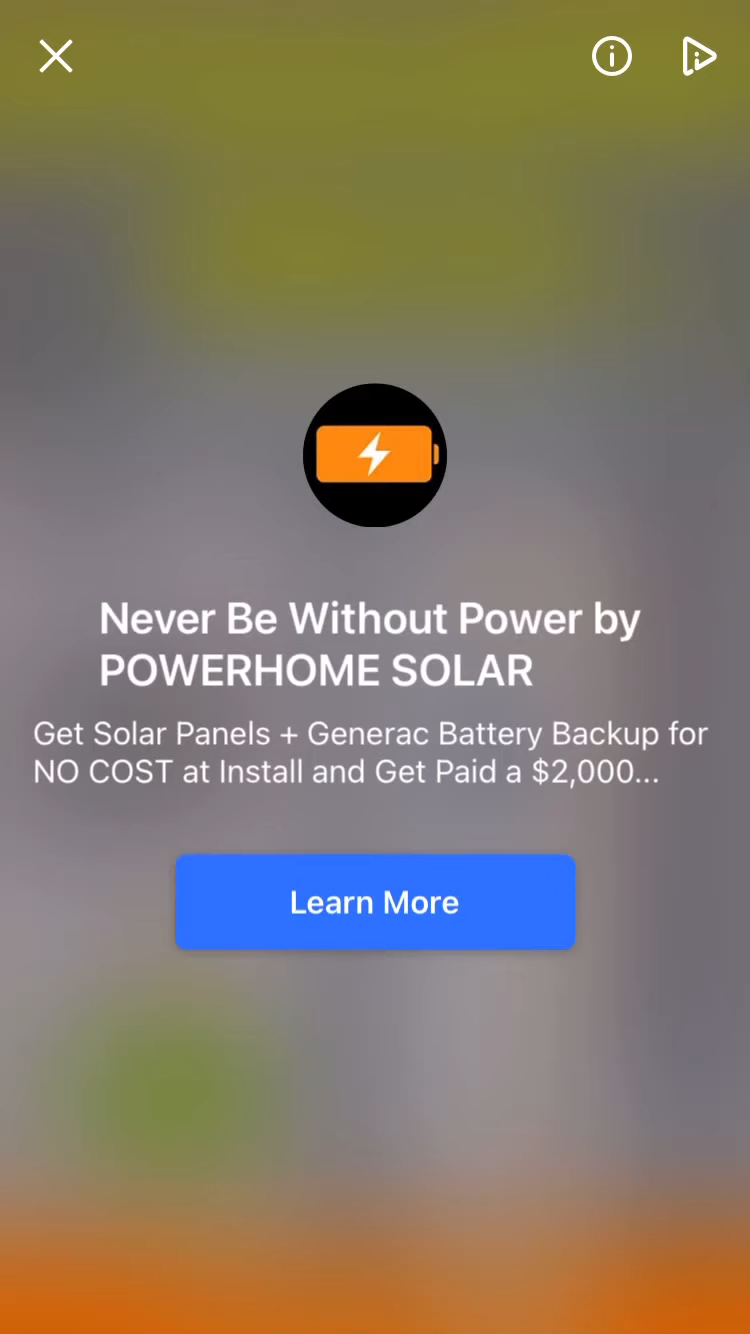 Never Be Without Power by
POWERHOME SOLAR
Get Solar Panels + Generac Battery Backup for
NO COST at Install and Get Paid a $2,000...
Learn More